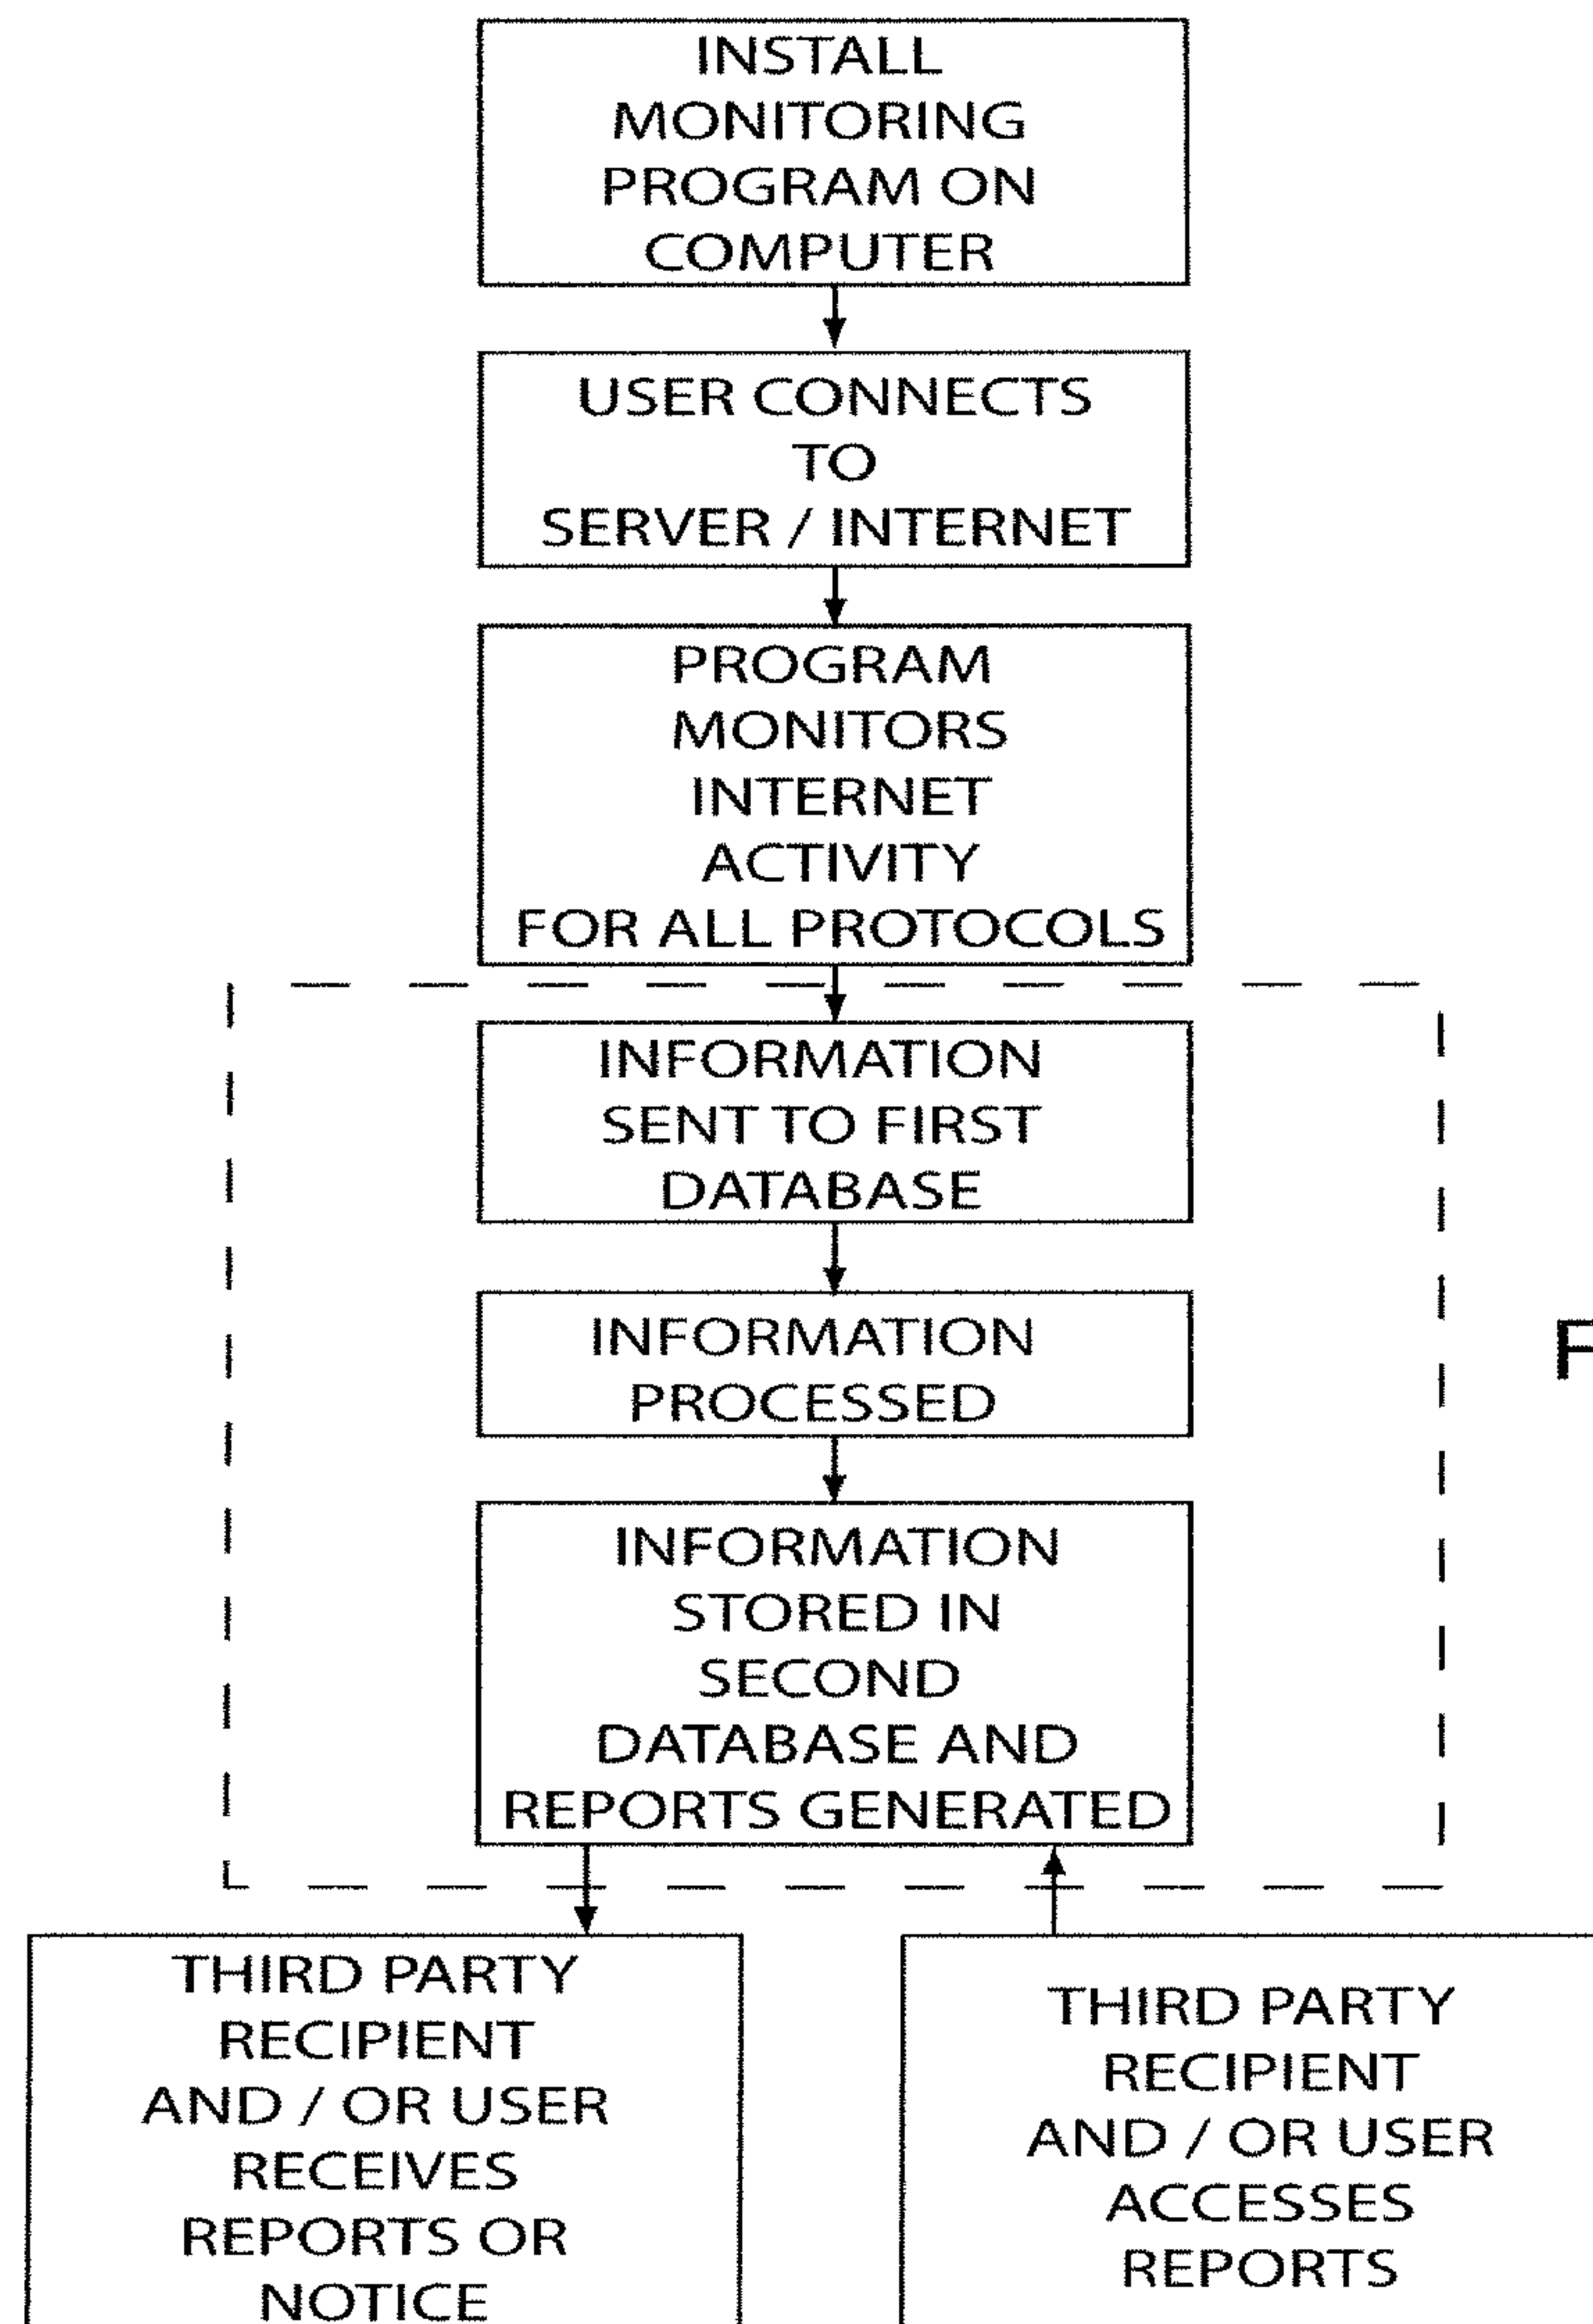 INSTALL
MONITORING
PROGRAM ON
COMPUTER
USER CONNECTS
TO
SERVER / INTERNET
PROGRAM
MONITORS
INTERNET
ACTIVITY
FOR ALL PROTOCOLS
INFORMATION
SENT TO FIRST
DATABASE
INFORMATION
PROCESSED
INFORMATION
STORED IN
SECOND
DATABASE AND
REPORTS GENERATED
THIRD PARTY
RECIPIENT
AND / OR USER
RECEIVES
REPORTS OR
NOTICE
THIRD PARTY
RECIPIENT
AND / OR USER
ACCESSES
REPORTS